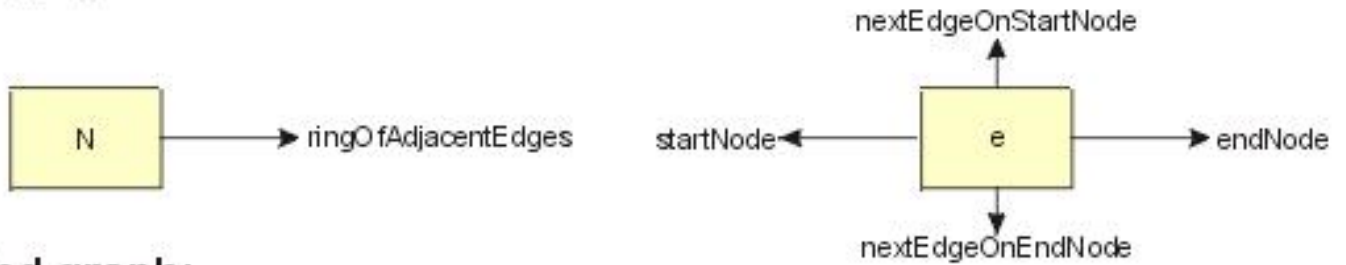 nextEdgeOnStartNode
N
ringOfAdjacentEdges
startNode
e
endNode
nextEdgeOnEndNode